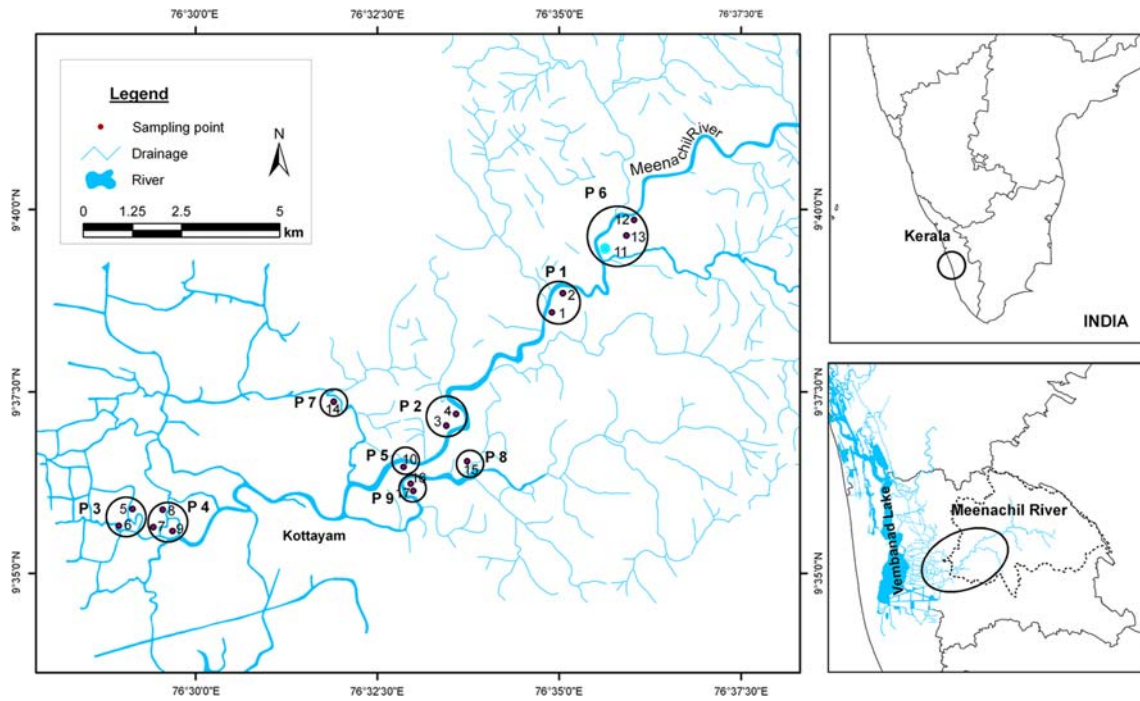 76°30'0"E
76°32'30"E
76°35'0"E
76°37'30"E
Legend
Sampling point
Drainage
River
N
0 1.25 2.5 5
km
Meenachil River
P 6
12
13
11
9°40'0"N
9°40'0"N
P 1
2
1
9°37'30"N
9°37'30"N
P 7
14
P 2
4
3
P 5
10
P 8
15
16
P 9
17
P 3
5
6
P 4
8
7
9
Kottayam
9°35'0"N
9°35'0"N
76°30'0"E
76°32'30"E
76°35'0"E
76°37'30"E
Kerala
INDIA
Vembanad Lake
Meenachil River